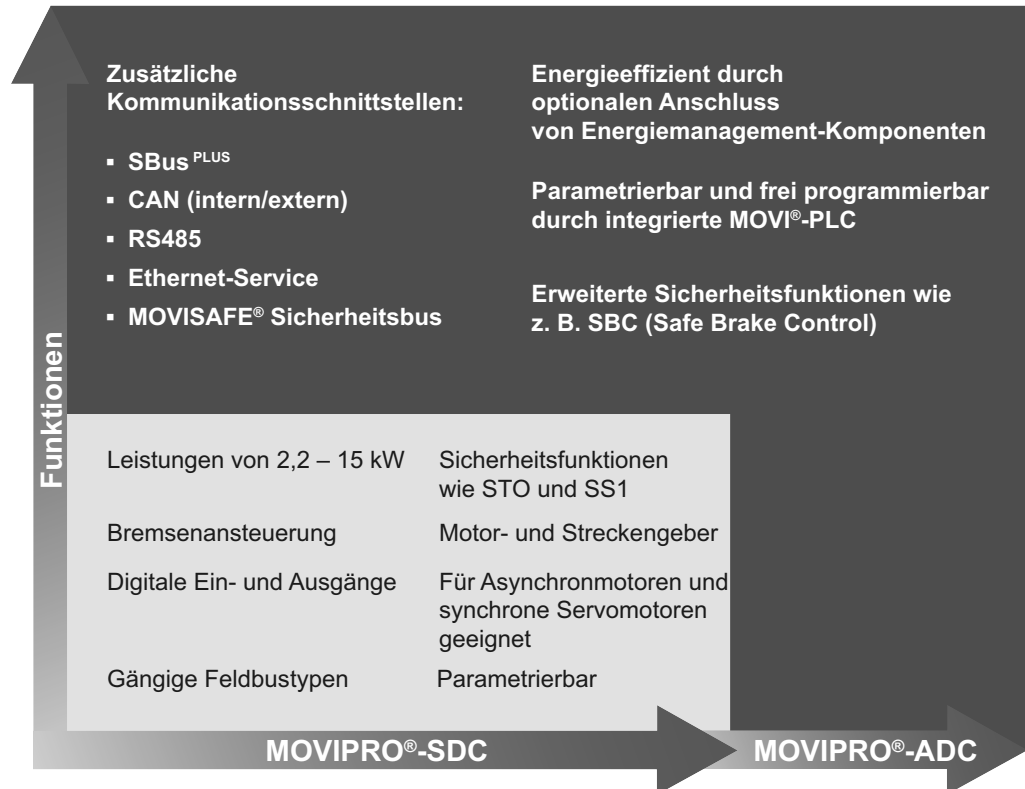 Zusätzliche
Kommunikationsschnittstellen:
▪ SBus PLUS
▪ CAN (intern/extern)
▪ RS485
▪ Ethernet-Service
▪ MOVISAFE® Sicherheitsbus
Energieeffizient durch
optionalen Anschluss
von Energiemanagement-Komponenten
Parametrierbar und frei programmierbar
durch integrierte MOVI®-PLC
Erweiterte Sicherheitsfunktionen wie
z. B. SBC (Safe Brake Control)
Funktionen
Leistungen von 2,2 – 15 kW
Sicherheitsfunktionen
wie STO und SS1
Bremsenansteuerung
Motor- und Streckengeber
Digitale Ein- und Ausgänge
Für Asynchronmotoren und
synchrone Servomotoren
geeignet
Gängige Feldbustypen
Parametrierbar
MOVIPRO®-SDC
MOVIPRO®-ADC